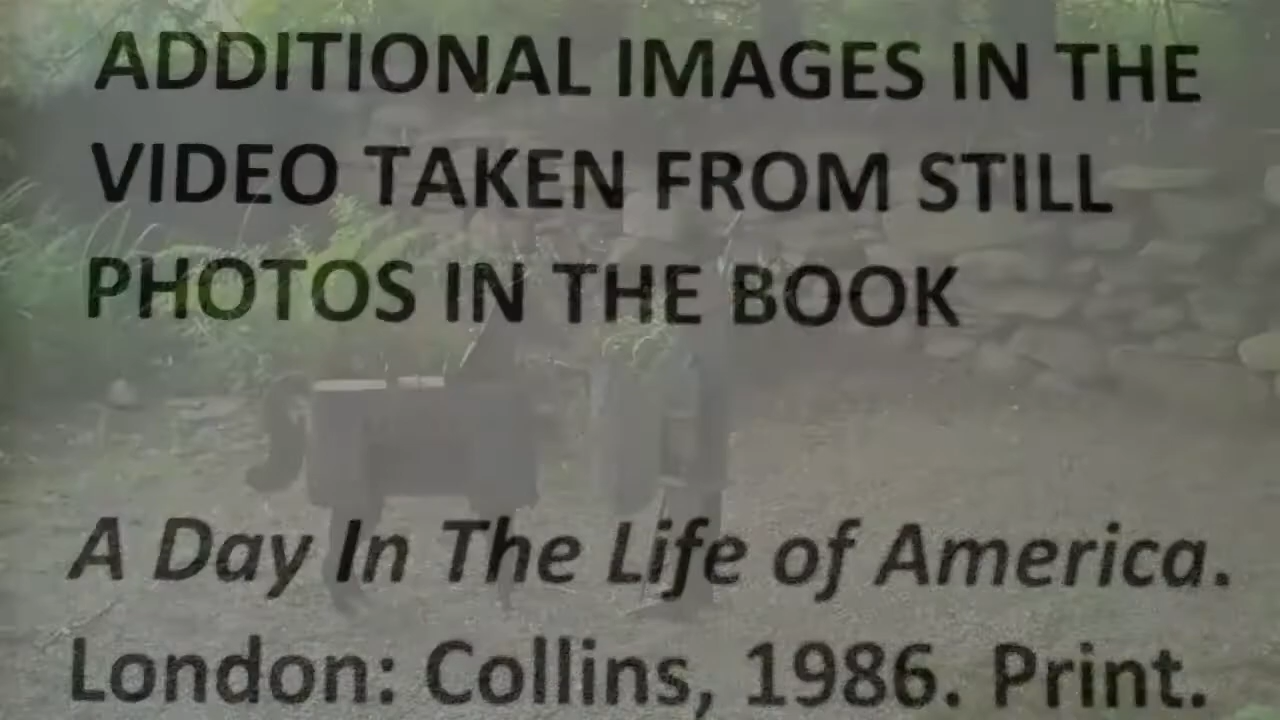 ADDITIONAL IMAGES IN THE
VIDEO TAKEN FROM STILL
PHOTOS IN THE BOOK
A Day In The Life of America.
London: Collins, 1986. Print.